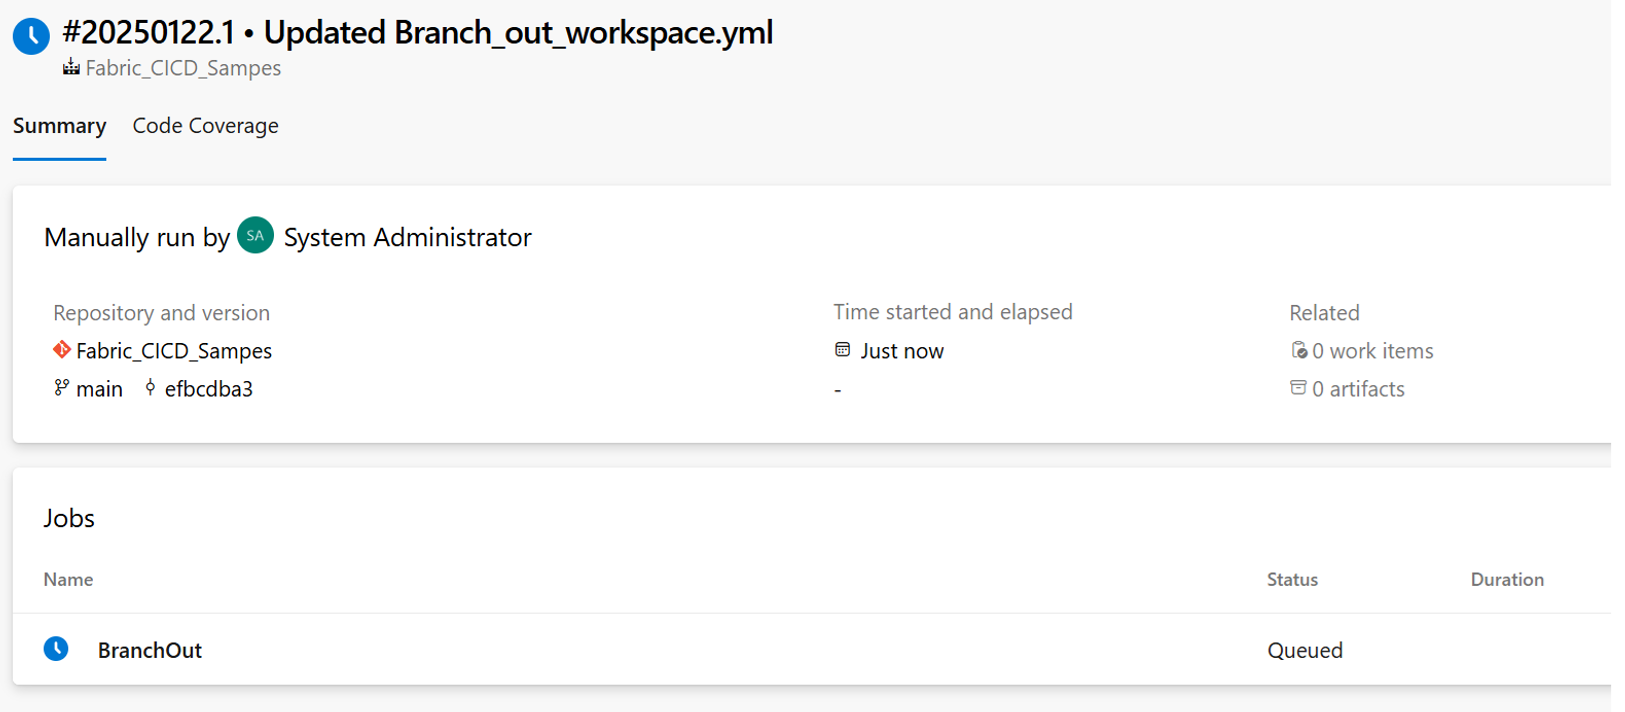 #20250122.1 • Updated Branch_out_workspace.yml
Fabric_CICD_Sampes
Summary Code Coverage
Manually run by SA System Administrator
Repository and version Time started and elapsed Related
Fabric_CICD_Sampes Just now 0 work items
main efbcdba3 - 0 artifacts
Jobs
Name Status Duration
BranchOut Queued